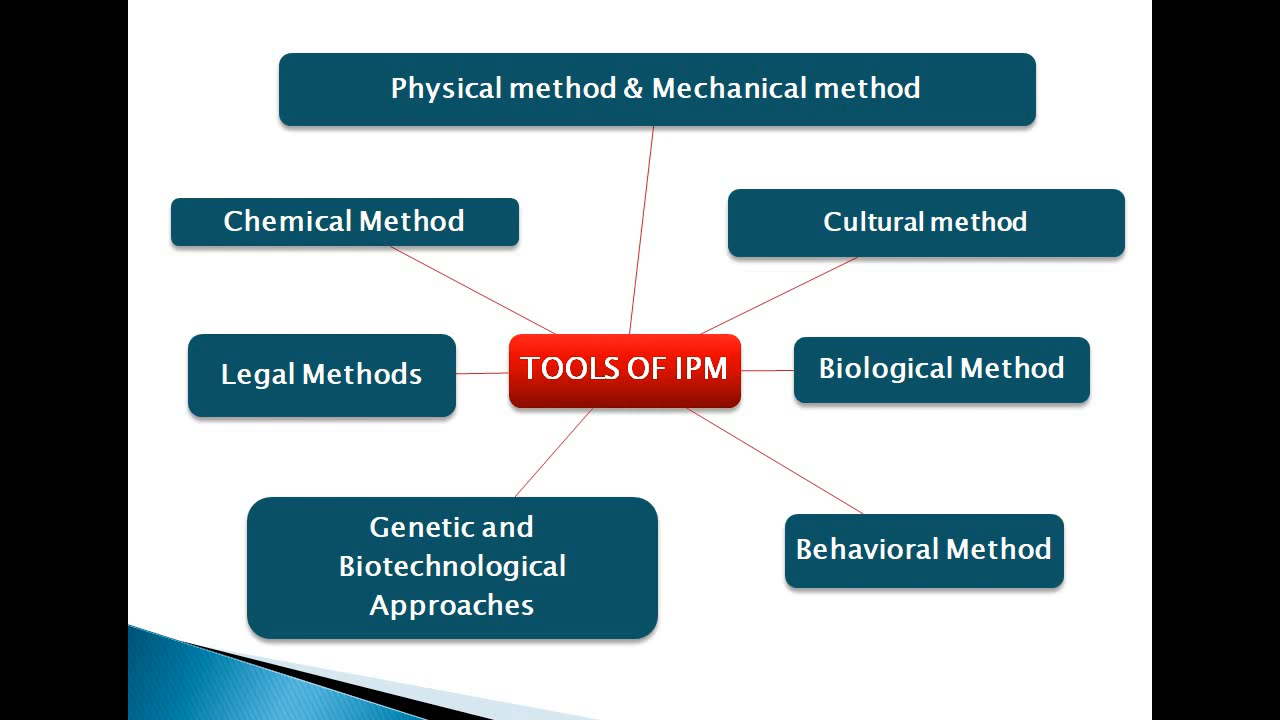 Physical method & Mechanical method
Chemical Method
Cultural method
Legal Methods
TOOLS OF IPM
Biological Method
Genetic and
Biotechnological
Approaches
Behavioral Method